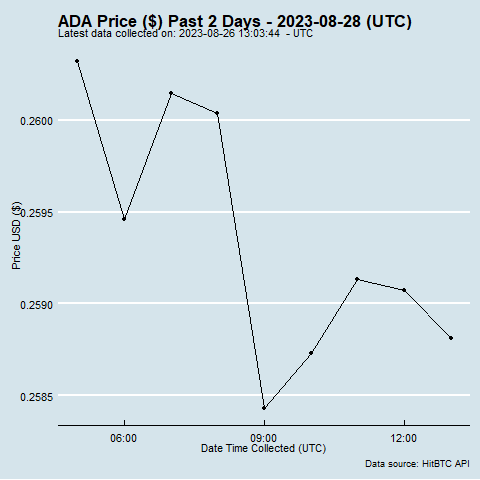 ADA Price ($) Past 2 Days - 2023-08-28 (UTC)
Latest data collected on: 2023-08-26 13:03:44 - UTC
0.2600
0.2595
0.2590
0.2585
Price USD ($)
06:00
09:00
12:00
Date Time Collected (UTC)
Data source: HitBTC API